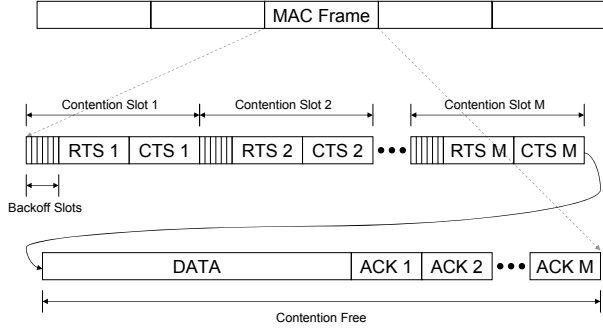 MAC Frame
Contention Slot 1 Contention Slot 2 Contention Slot M
RTS 1 CTS 1 RTS 2 CTS 2 ••• RTS M CTS M
Backoff Slots
DATA ACK 1 ACK 2 ••• ACK M
Contention Free